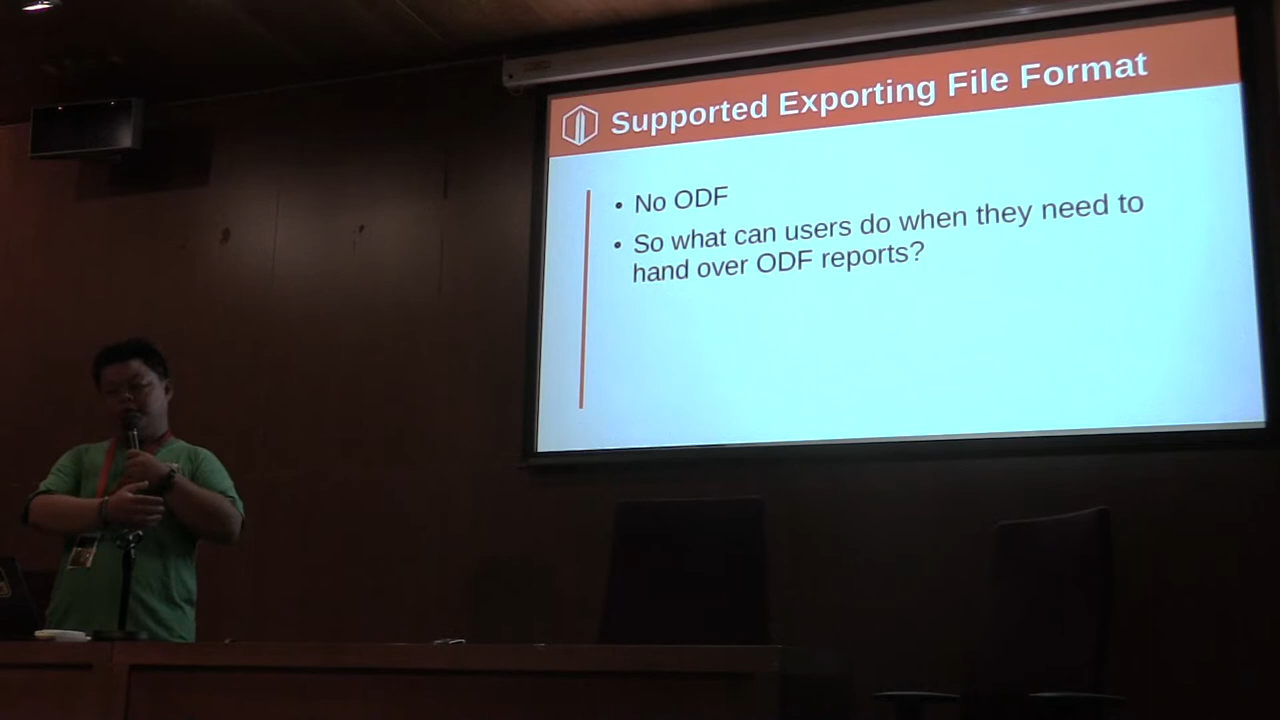 Supported Exporting File Format
• No ODF
• So what can users do when they need to
hand over ODF reports?